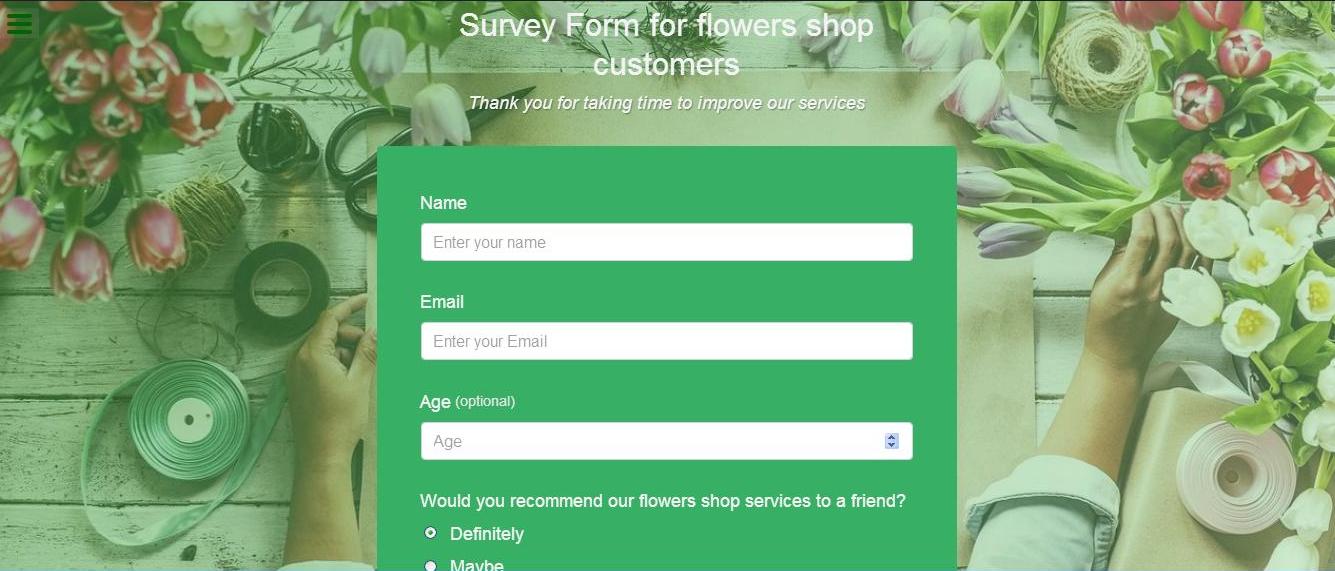 Survey Form for flowers shop
customers
Thank you for taking time to improve our services
Name
Enter your name
Email
Enter your Email
Age (optional)
Age
Would you recommend our flowers shop services to a friend?
Definitely
Maybe